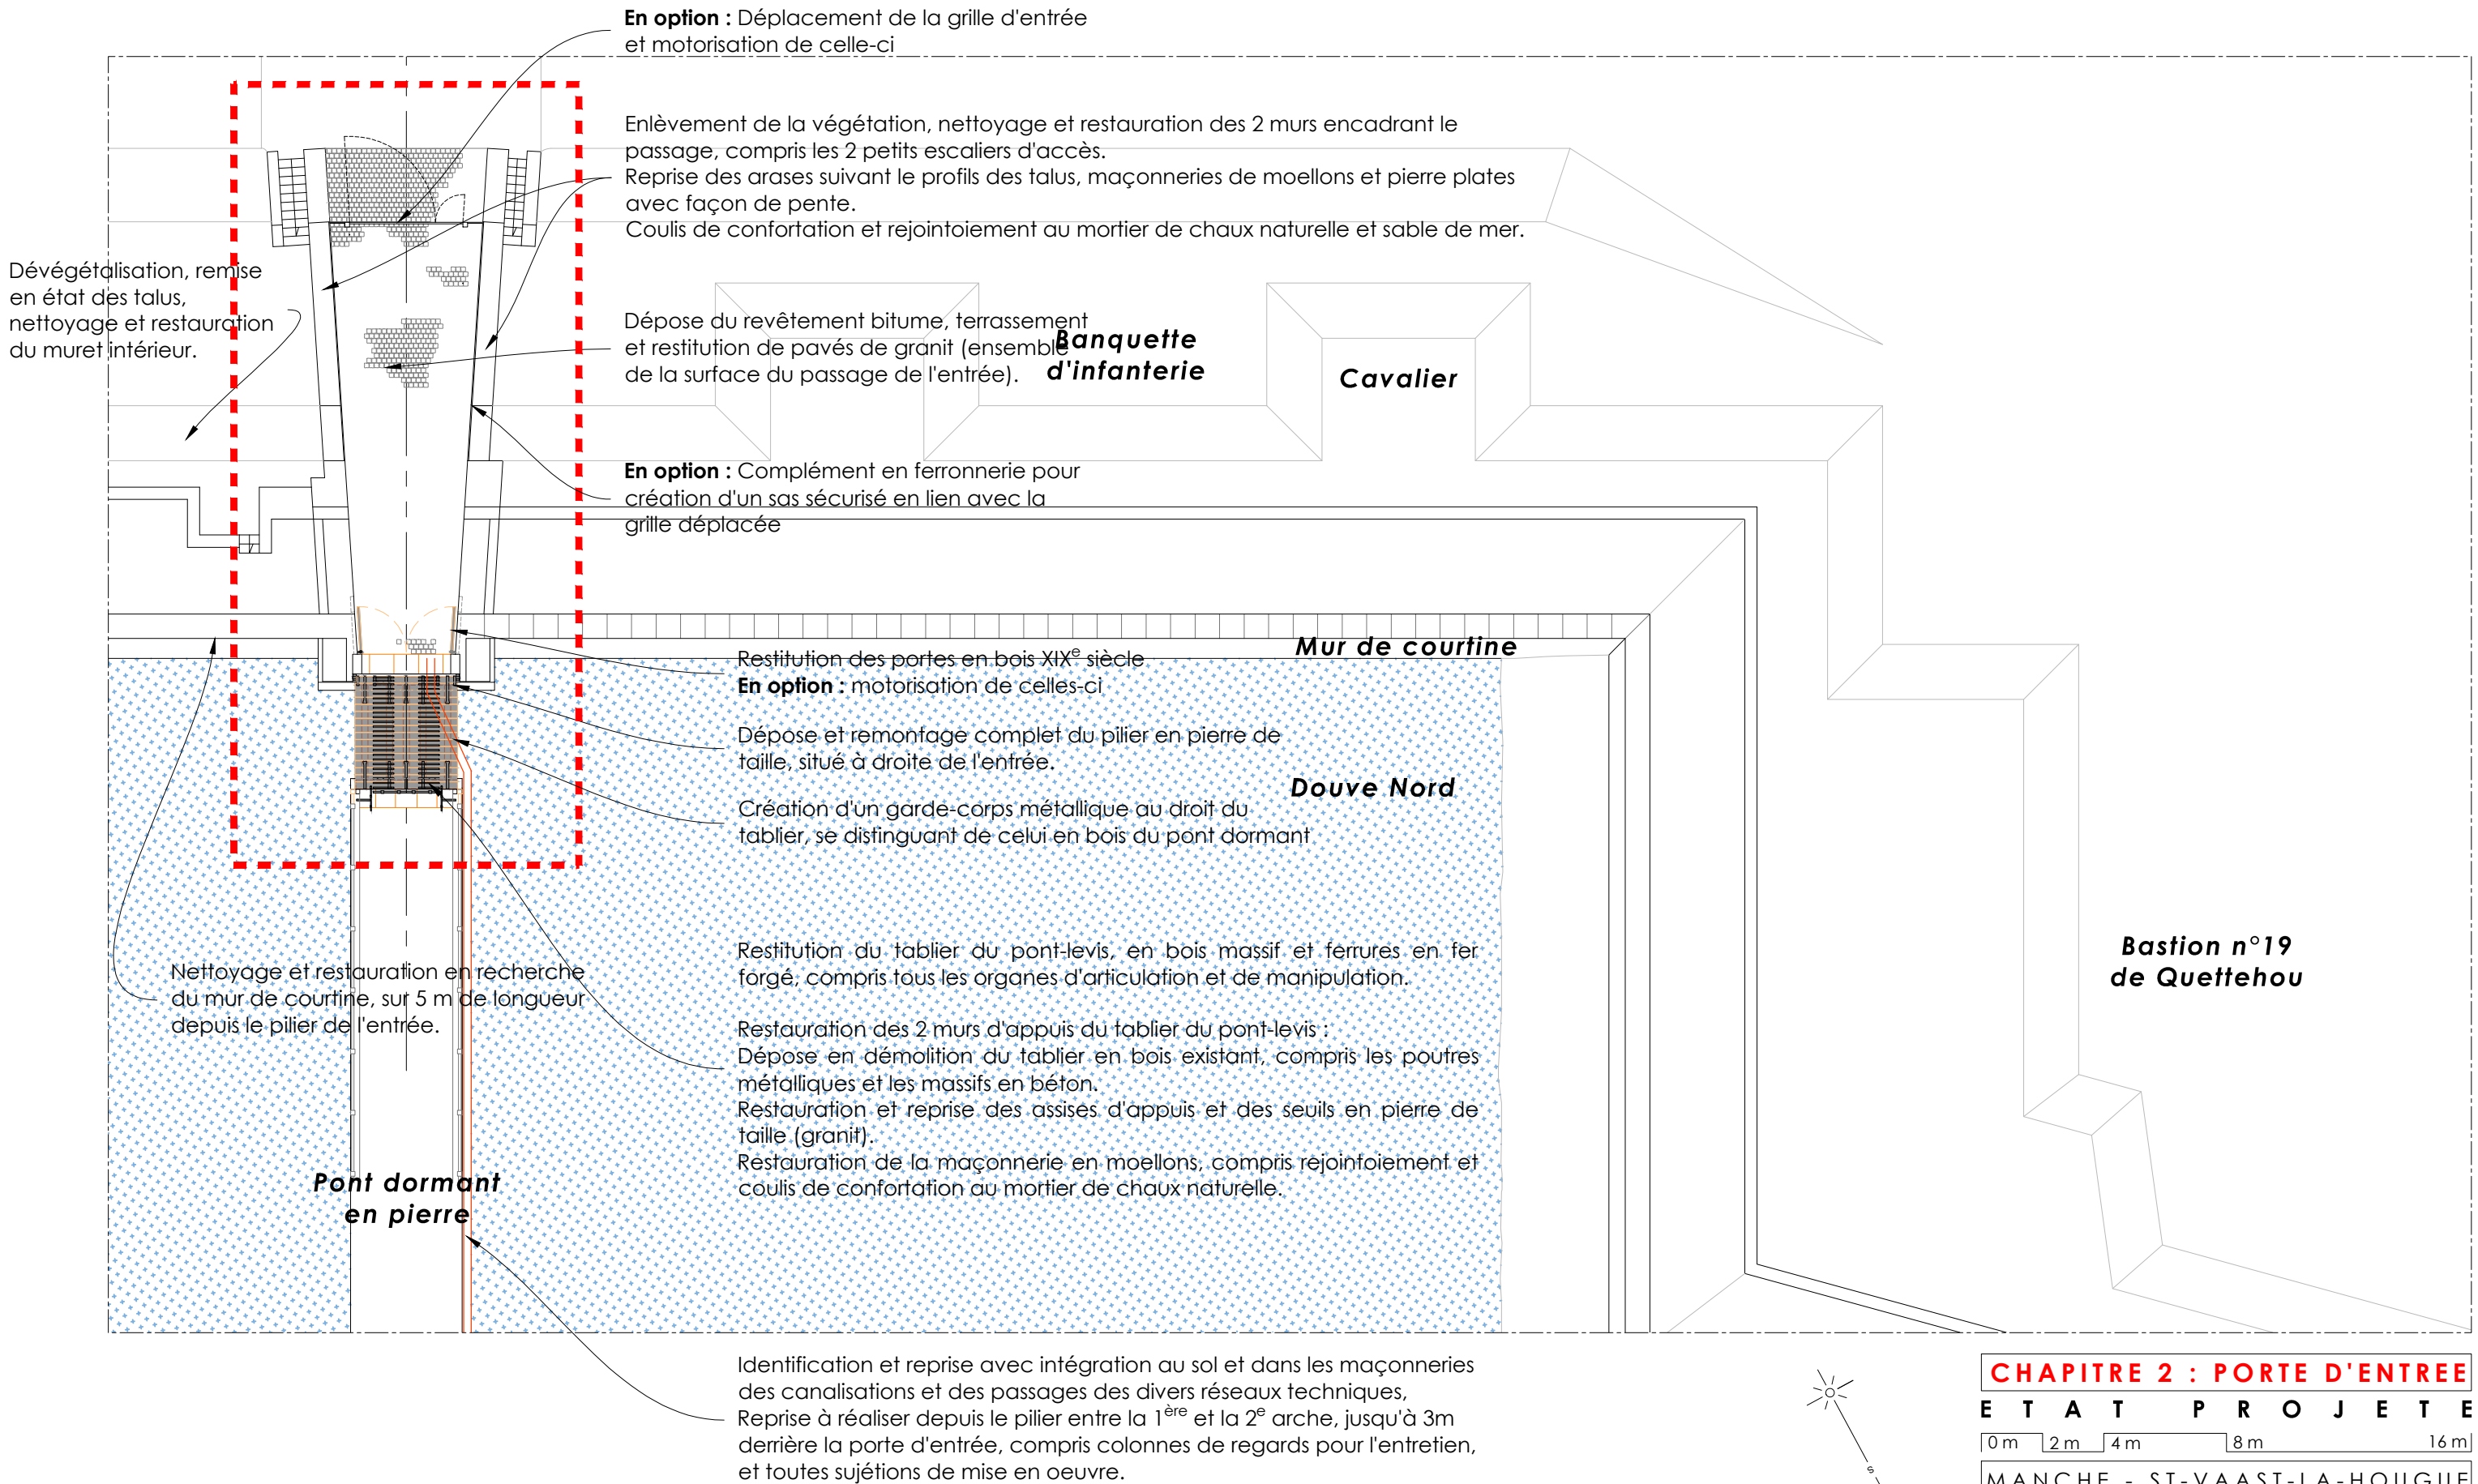 En option : Déplacement de la grille d'entrée
et motorisation de celle-ci
Enlèvement de la végétation, nettoyage et restauration des 2 murs encadrant le
passage, compris les 2 petits escaliers d'accès.
Reprise des arases suivant le profils des talus, maçonneries de moellons et pierre plates
avec façon de pente.
Coulis de confortation et rejointoiement au mortier de chaux naturelle et sable de mer.
Dévégétalisation, remise
en état des talus,
nettoyage et restauration
du muret intérieur.
Dépose du revêtement bitume, terrassement
et restitution de pavés de granit (ensemble
de la surface du passage de l'entrée).
Banquette
d'infanterie
Cavalier
En option : Complément en ferronnerie pour
création d'un sas sécurisé en lien avec la
grille déplacée
Mur de courtine
Restitution des portes en bois XIXe siècle
En option : motorisation de celles-ci
Dépose et remontage complet du pilier en pierre de
taille, situé à droite de l'entrée.
Douve Nord
Création d'un garde-corps métallique au droit du
tablier, se distinguant de celui en bois du pont dormant
Nettoyage et restauration en recherche
du mur de courtine, sur 5 m de longueur
depuis le pilier de l'entrée.
Restitution du tablier du pont-levis, en bois massif et ferrures en fer
forgé, compris tous les organes d'articulation et de manipulation.
Restauration des 2 murs d'appuis du tablier du pont-levis :
Dépose en démolition du tablier en bois existant, compris les poutres
métalliques et les massifs en béton.
Restauration et reprise des assises d'appuis et des seuils en pierre de
taille (granit).
Restauration de la maçonnerie en moellons, compris rejointoiement et
coulis de confortation au mortier de chaux naturelle.
Bastion n°19
de Quettehou
Pont dormant
en pierre
Identification et reprise avec intégration au sol et dans les maçonneries
des canalisations et des passages des divers réseaux techniques,
Reprise à réaliser depuis le pilier entre la 1ère et la 2e arche, jusqu'à 3m
derrière la porte d'entrée, compris colonnes de regards pour l'entretien,
et toutes sujétions de mise en oeuvre.
S
CHAPITRE 2 : PORTE D'ENTREE
ETAT PROJETE
0 m 2 m 4 m 8 m 16 m
MANCHE - ST-VAAST-LA-HOUGUE